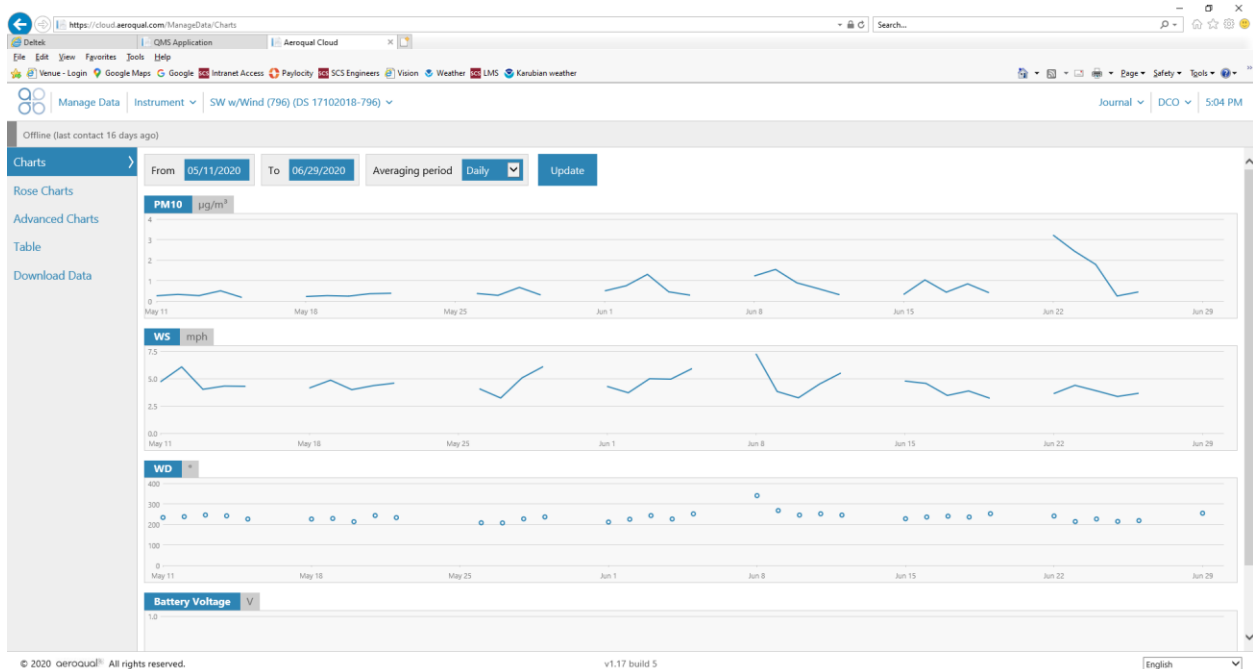 https://cloud.aeroqual.com/ManageData/Charts Search...
Deltek QMS Application Aeroqual Cloud
File Edit View Favorites Tools Help
Venue - Login Google Maps Google Intranet Access Paylocity SCS Engineers Vision Weather LMS Karubian weather Page Safety Tools
Manage Data Instrument SW w/Wind (796) (DS 17102018-796) Journal DCO 5:04 PM
Offline (last contact 16 days ago)
Charts
Rose Charts
Advanced Charts
Table
Download Data
From 05/11/2020 To 06/29/2020 Averaging period Daily Update
PM10 µg/m³
4
3
2
1
0
May 11 May 18 May 25 Jun 1 Jun 8 Jun 15 Jun 22 Jun 29
WS mph
7.5
5.0
2.5
0.0
May 11 May 18 May 25 Jun 1 Jun 8 Jun 15 Jun 22 Jun 29
WD °
400
300
200
100
0
May 11 May 18 May 25 Jun 1 Jun 8 Jun 15 Jun 22 Jun 29
Battery Voltage V
1.0
© 2020 aeroqual® All rights reserved. v1.17 build 5 English